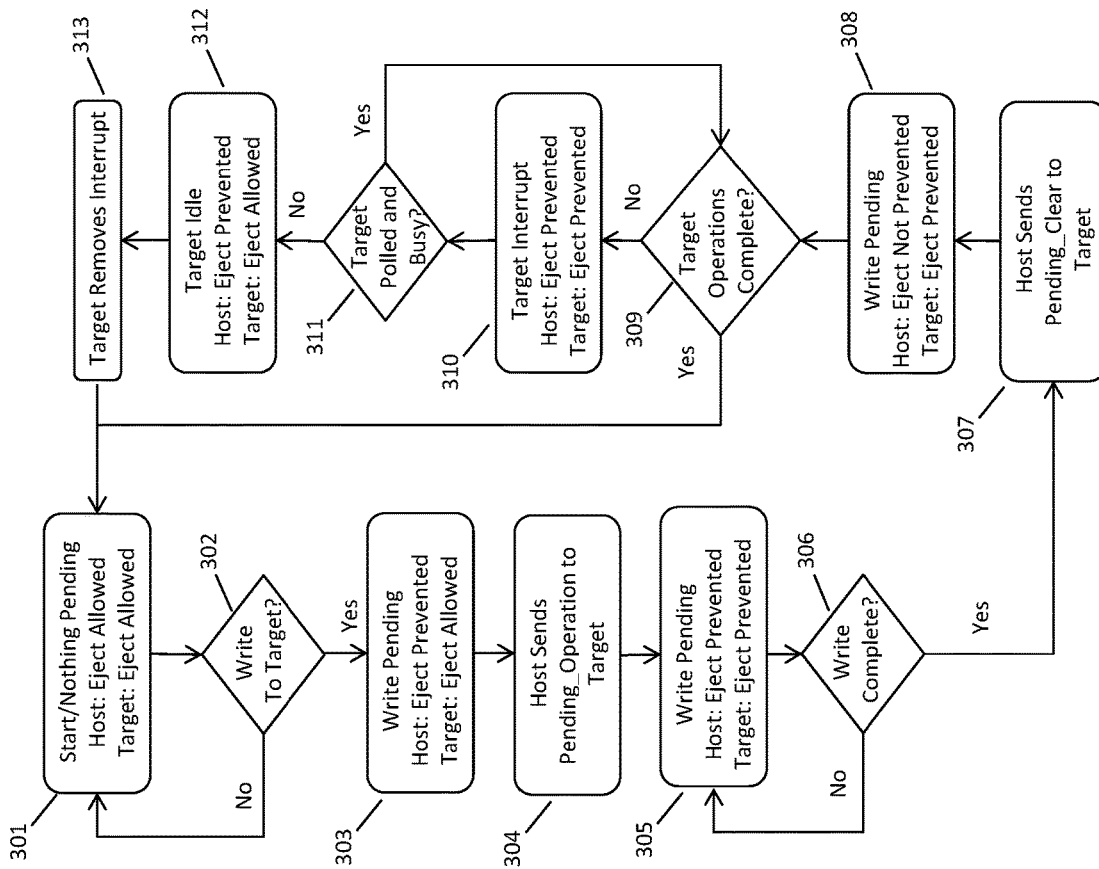 301
Start/Nothing Pending
Host: Eject Allowed
Target: Eject Allowed
302
Write
To Target?
No
Yes
303
Write Pending
Host: Eject Prevented
Target: Eject Allowed
304
Host Sends
Pending_Operation to
Target
305
Write Pending
Host: Eject Prevented
Target: Eject Prevented
306
Write
Complete?
No
Yes
307
Host Sends
Pending_Clear to
Target
308
Write Pending
Host: Eject Not Prevented
Target: Eject Prevented
309
Target
Operations
Complete?
Yes
No
310
Target Interrupt
Host: Eject Prevented
Target: Eject Prevented
311
Target
Polled and
Busy?
Yes
No
312
Target Idle
Host: Eject Prevented
Target: Eject Allowed
313
Target Removes Interrupt